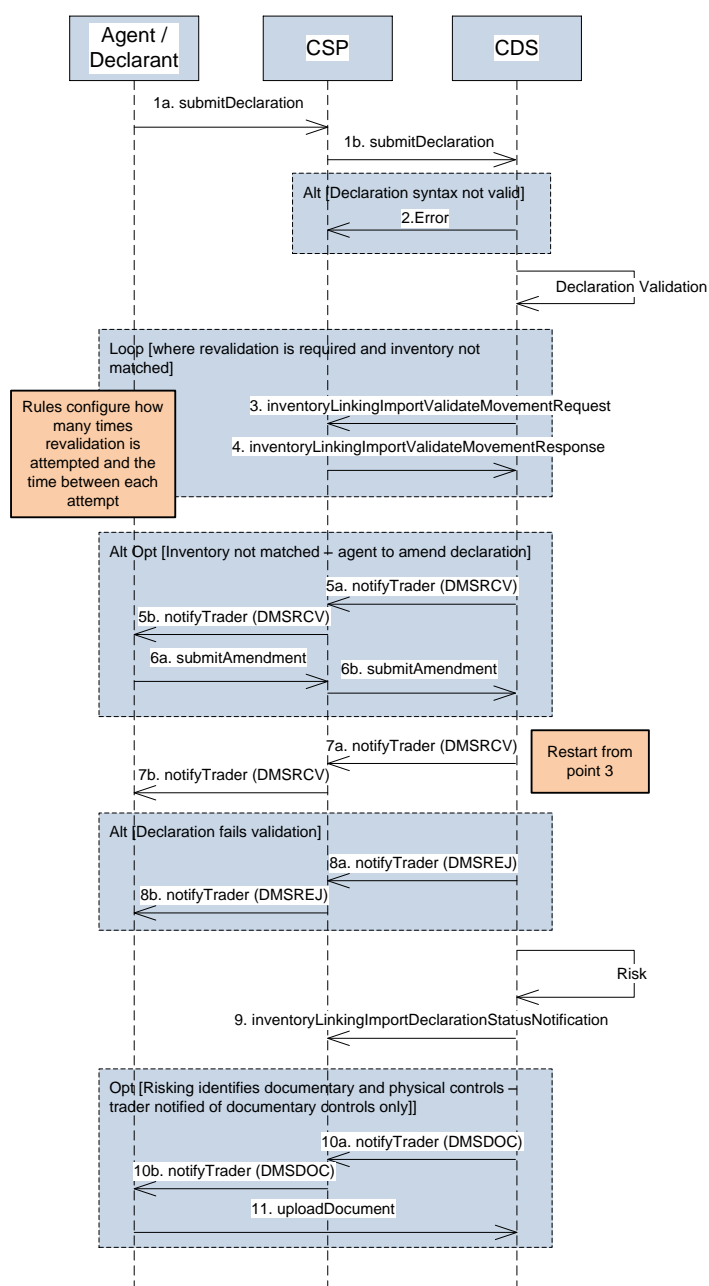 Agent /
Declarant
CSP
CDS
1a. submitDeclaration
1b. submitDeclaration
Alt [Declaration syntax not valid]
2.Error
Declaration Validation
Loop [where revalidation is required and inventory not
matched]
Rules configure how
many times
revalidation is
attempted and the
time between each
attempt
3. inventoryLinkingImportValidateMovementRequest
4. inventoryLinkingImportValidateMovementResponse
Alt Opt [Inventory not matched – agent to amend declaration]
5a. notifyTrader (DMSRCV)
5b. notifyTrader (DMSRCV)
6a. submitAmendment
6b. submitAmendment
7a. notifyTrader (DMSRCV)
Restart from
point 3
7b. notifyTrader (DMSRCV)
Alt [Declaration fails validation]
8a. notifyTrader (DMSREJ)
8b. notifyTrader (DMSREJ)
Risk
9. inventoryLinkingImportDeclarationStatusNotification
Opt [Risking identifies documentary and physical controls –
trader notified of documentary controls only]]
10a. notifyTrader (DMSDOC)
10b. notifyTrader (DMSDOC)
11. uploadDocument